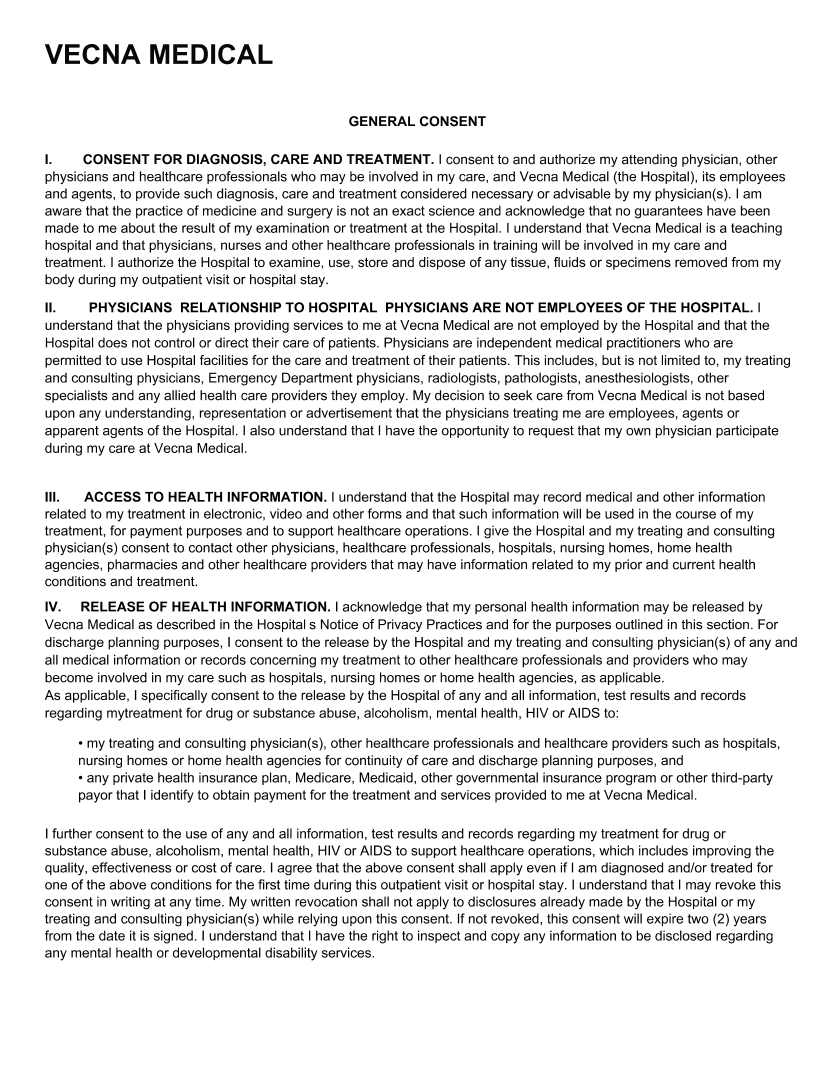 VECNA MEDICAL
GENERAL CONSENT
I. CONSENT FOR DIAGNOSIS, CARE AND TREATMENT. I consent to and authorize my attending physician, other
physicians and healthcare professionals who may be involved in my care, and Vecna Medical (the Hospital), its employees
and agents, to provide such diagnosis, care and treatment considered necessary or advisable by my physician(s). I am
aware that the practice of medicine and surgery is not an exact science and acknowledge that no guarantees have been
made to me about the result of my examination or treatment at the Hospital. I understand that Vecna Medical is a teaching
hospital and that physicians, nurses and other healthcare professionals in training will be involved in my care and
treatment. I authorize the Hospital to examine, use, store and dispose of any tissue, fluids or specimens removed from my
body during my outpatient visit or hospital stay.
II. PHYSICIANS RELATIONSHIP TO HOSPITAL PHYSICIANS ARE NOT EMPLOYEES OF THE HOSPITAL. I
understand that the physicians providing services to me at Vecna Medical are not employed by the Hospital and that the
Hospital does not control or direct their care of patients. Physicians are independent medical practitioners who are
permitted to use Hospital facilities for the care and treatment of their patients. This includes, but is not limited to, my treating
and consulting physicians, Emergency Department physicians, radiologists, pathologists, anesthesiologists, other
specialists and any allied health care providers they employ. My decision to seek care from Vecna Medical is not based
upon any understanding, representation or advertisement that the physicians treating me are employees, agents or
apparent agents of the Hospital. I also understand that I have the opportunity to request that my own physician participate
during my care at Vecna Medical.
III. ACCESS TO HEALTH INFORMATION. I understand that the Hospital may record medical and other information
related to my treatment in electronic, video and other forms and that such information will be used in the course of my
treatment, for payment purposes and to support healthcare operations. I give the Hospital and my treating and consulting
physician(s) consent to contact other physicians, healthcare professionals, hospitals, nursing homes, home health
agencies, pharmacies and other healthcare providers that may have information related to my prior and current health
conditions and treatment.
IV. RELEASE OF HEALTH INFORMATION. I acknowledge that my personal health information may be released by
Vecna Medical as described in the Hospital s Notice of Privacy Practices and for the purposes outlined in this section. For
discharge planning purposes, I consent to the release by the Hospital and my treating and consulting physician(s) of any and
all medical information or records concerning my treatment to other healthcare professionals and providers who may
become involved in my care such as hospitals, nursing homes or home health agencies, as applicable.
As applicable, I specifically consent to the release by the Hospital of any and all information, test results and records
regarding mytreatment for drug or substance abuse, alcoholism, mental health, HIV or AIDS to:
• my treating and consulting physician(s), other healthcare professionals and healthcare providers such as hospitals,
nursing homes or home health agencies for continuity of care and discharge planning purposes, and
• any private health insurance plan, Medicare, Medicaid, other governmental insurance program or other third-party
payor that I identify to obtain payment for the treatment and services provided to me at Vecna Medical.
I further consent to the use of any and all information, test results and records regarding my treatment for drug or
substance abuse, alcoholism, mental health, HIV or AIDS to support healthcare operations, which includes improving the
quality, effectiveness or cost of care. I agree that the above consent shall apply even if I am diagnosed and/or treated for
one of the above conditions for the first time during this outpatient visit or hospital stay. I understand that I may revoke this
consent in writing at any time. My written revocation shall not apply to disclosures already made by the Hospital or my
treating and consulting physician(s) while relying upon this consent. If not revoked, this consent will expire two (2) years
from the date it is signed. I understand that I have the right to inspect and copy any information to be disclosed regarding
any mental health or developmental disability services.